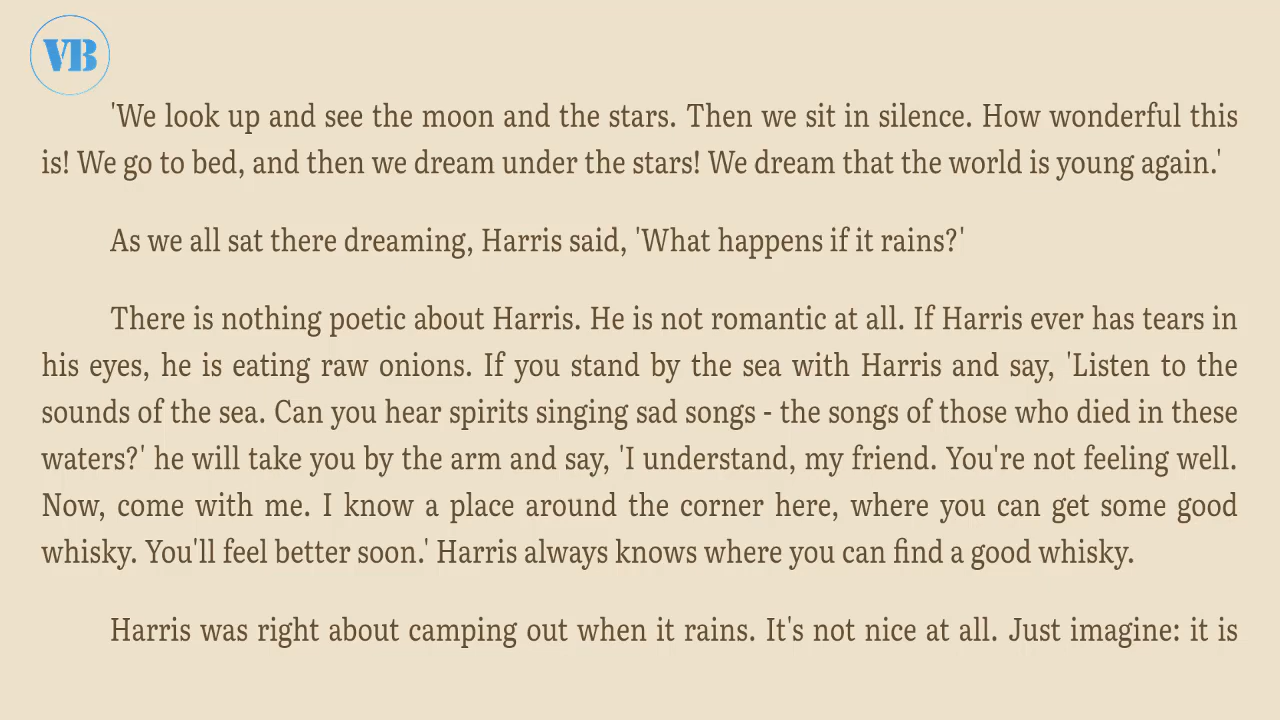 VB
'We look up and see the moon and the stars. Then we sit in silence. How wonderful this
is! We go to bed, and then we dream under the stars! We dream that the world is young again.'
As we all sat there dreaming, Harris said, 'What happens if it rains?'
There is nothing poetic about Harris. He is not romantic at all. If Harris ever has tears in
his eyes, he is eating raw onions. If you stand by the sea with Harris and say, 'Listen to the
sounds of the sea. Can you hear spirits singing sad songs - the songs of those who died in these
waters?' he will take you by the arm and say, 'I understand, my friend. You're not feeling well.
Now, come with me. I know a place around the corner here, where you can get some good
whisky. You'll feel better soon.' Harris always knows where you can find a good whisky.
Harris was right about camping out when it rains. It's not nice at all. Just imagine: it is